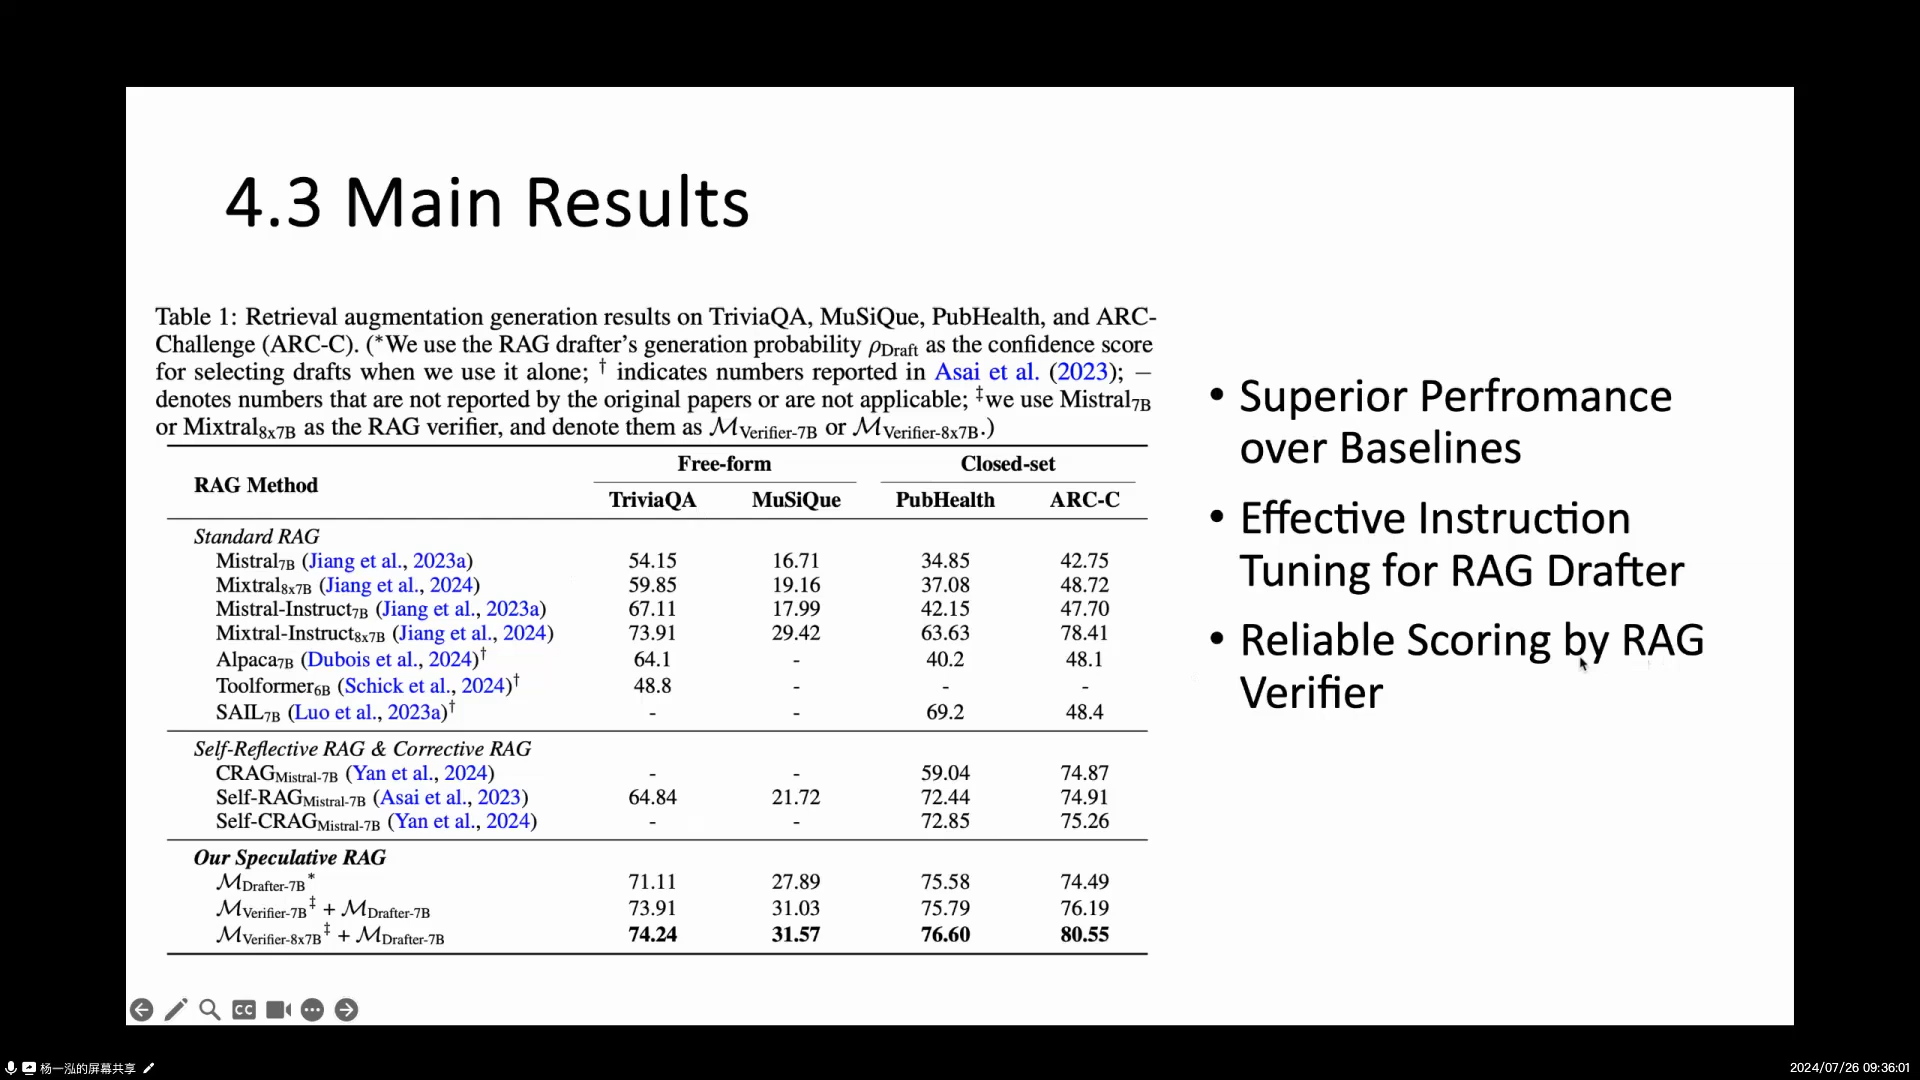 4.3 Main Results
Table 1: Retrieval augmentation generation results on TriviaQA, MuSiQue, PubHealth, and ARC-
Challenge (ARC-C). (*We use the RAG drafter's generation probability ρDraft as the confidence score
for selecting drafts when we use it alone; † indicates numbers reported in Asai et al. (2023); −
denotes numbers that are not reported by the original papers or are not applicable; ‡we use Mistral7B
or Mixtral8x7B as the RAG verifier, and denote them as MVerifier-7B or MVerifier-8x7B.)
RAG Method Free-form Closed-set
TriviaQA MuSiQue PubHealth ARC-C
Standard RAG
Mistral7B (Jiang et al., 2023a) 54.15 16.71 34.85 42.75
Mixtral8x7B (Jiang et al., 2024) 59.85 19.16 37.08 48.72
Mistral-Instruct7B (Jiang et al., 2023a) 67.11 17.99 42.15 47.70
Mixtral-Instruct8x7B (Jiang et al., 2024) 73.91 29.42 63.63 78.41
Alpaca7B (Dubois et al., 2024)† 64.1 - 40.2 48.1
Toolformer6B (Schick et al., 2024)† 48.8 - - -
SAIL7B (Luo et al., 2023a)† - - 69.2 48.4
Self-Reflective RAG & Corrective RAG
CRAGMistral-7B (Yan et al., 2024) - - 59.04 74.87
Self-RAGMistral-7B (Asai et al., 2023) 64.84 21.72 72.44 74.91
Self-CRAGMistral-7B (Yan et al., 2024) - - 72.85 75.26
Our Speculative RAG
MDrafter-7B* 71.11 27.89 75.58 74.49
MVerifier-7B‡ + MDrafter-7B 73.91 31.03 75.79 76.19
MVerifier-8x7B‡ + MDrafter-7B 74.24 31.57 76.60 80.55
• Superior Perfromance
over Baselines
• Effective Instruction
Tuning for RAG Drafter
• Reliable Scoring by RAG
Verifier
CC
杨一泓的屏幕共享
2024/07/26 09:36:01